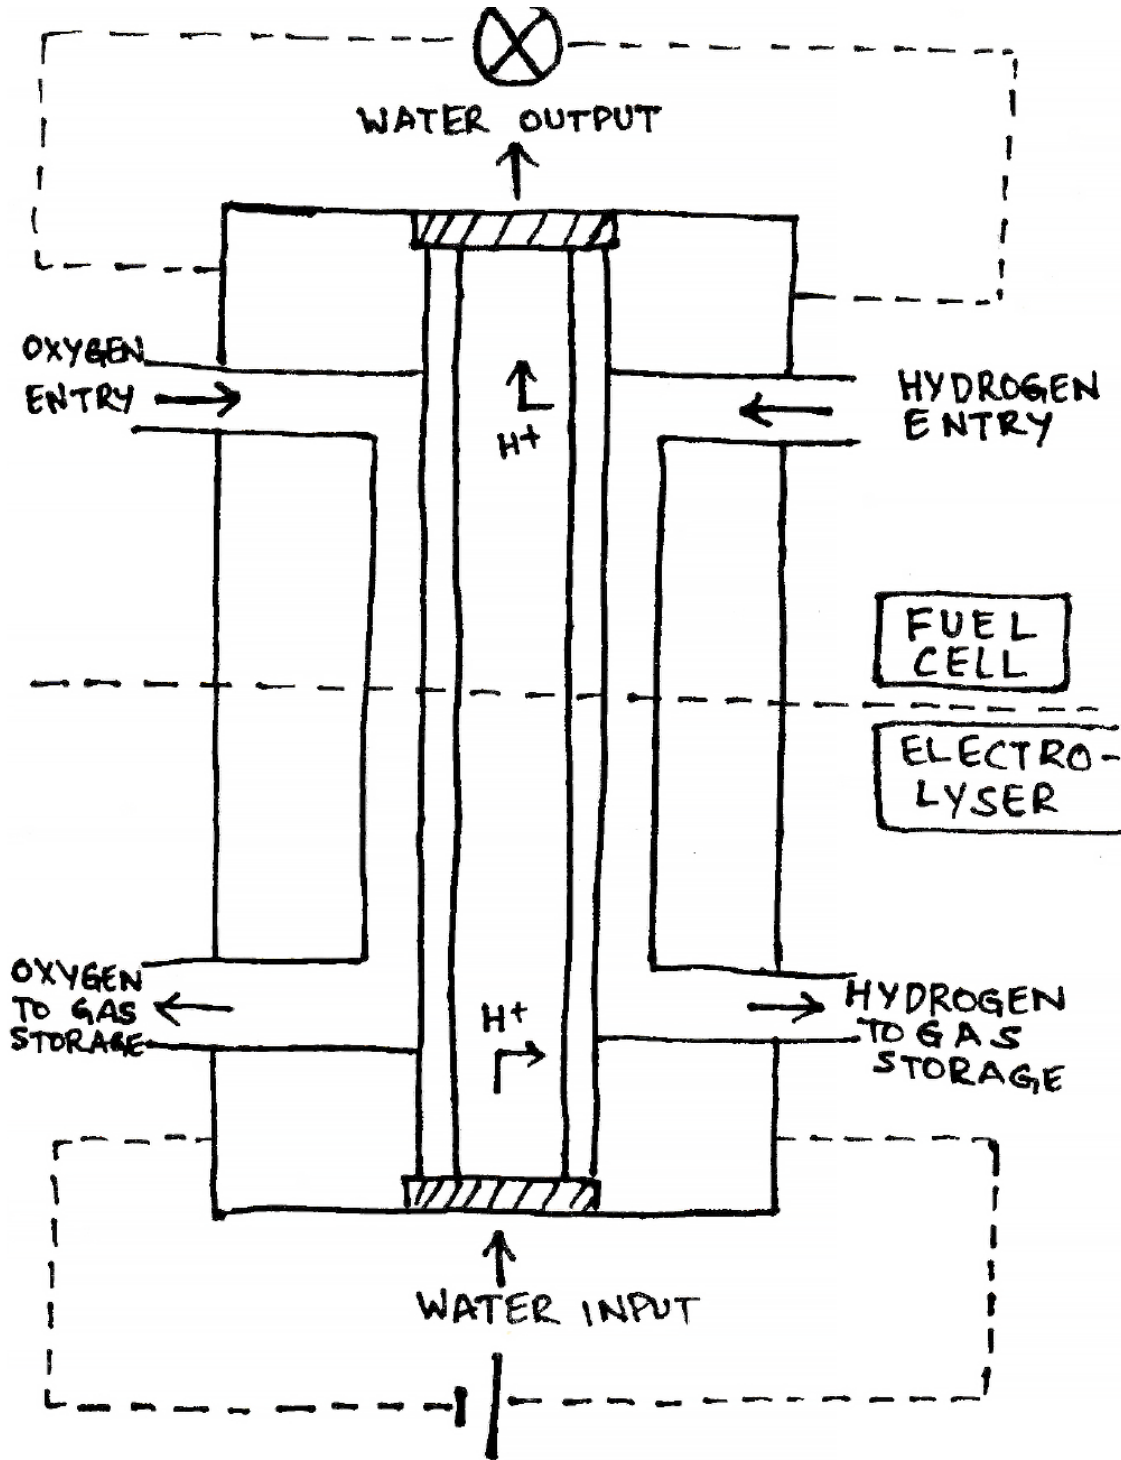 WATER OUTPUT
OXYGEN
ENTRY
HYDROGEN
ENTRY
H+
FUEL
CELL
ELECTRO-
LYSER
OXYGEN
TO GAS
STORAGE
H+
HYDROGEN
TO GAS
STORAGE
WATER INPUT